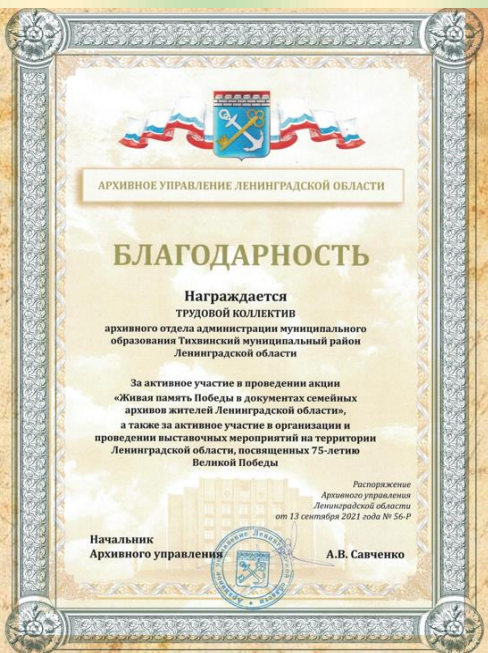 АРХИВНОЕ УПРАВЛЕНИЕ ЛЕНИНГРАДСКОЙ ОБЛАСТИ
БЛАГОДАРНОСТЬ
Награждается
ТРУДОВОЙ КОЛЛЕКТИВ
архивного отдела администрации муниципального
образования Тихвинский муниципальный район
Ленинградской области
За активное участие в проведении акции
«Живая память Победы в документах семейных
архивов жителей Ленинградской области»,
а также за активное участие в организации и
проведении выставочных мероприятий на территории
Ленинградской области, посвященных 75-летию
Великой Победы
Распоряжение
Архивного управления
Ленинградской области
от 13 сентября 2021 года № 56-Р
Начальник
Архивного управления
А.В. Савченко